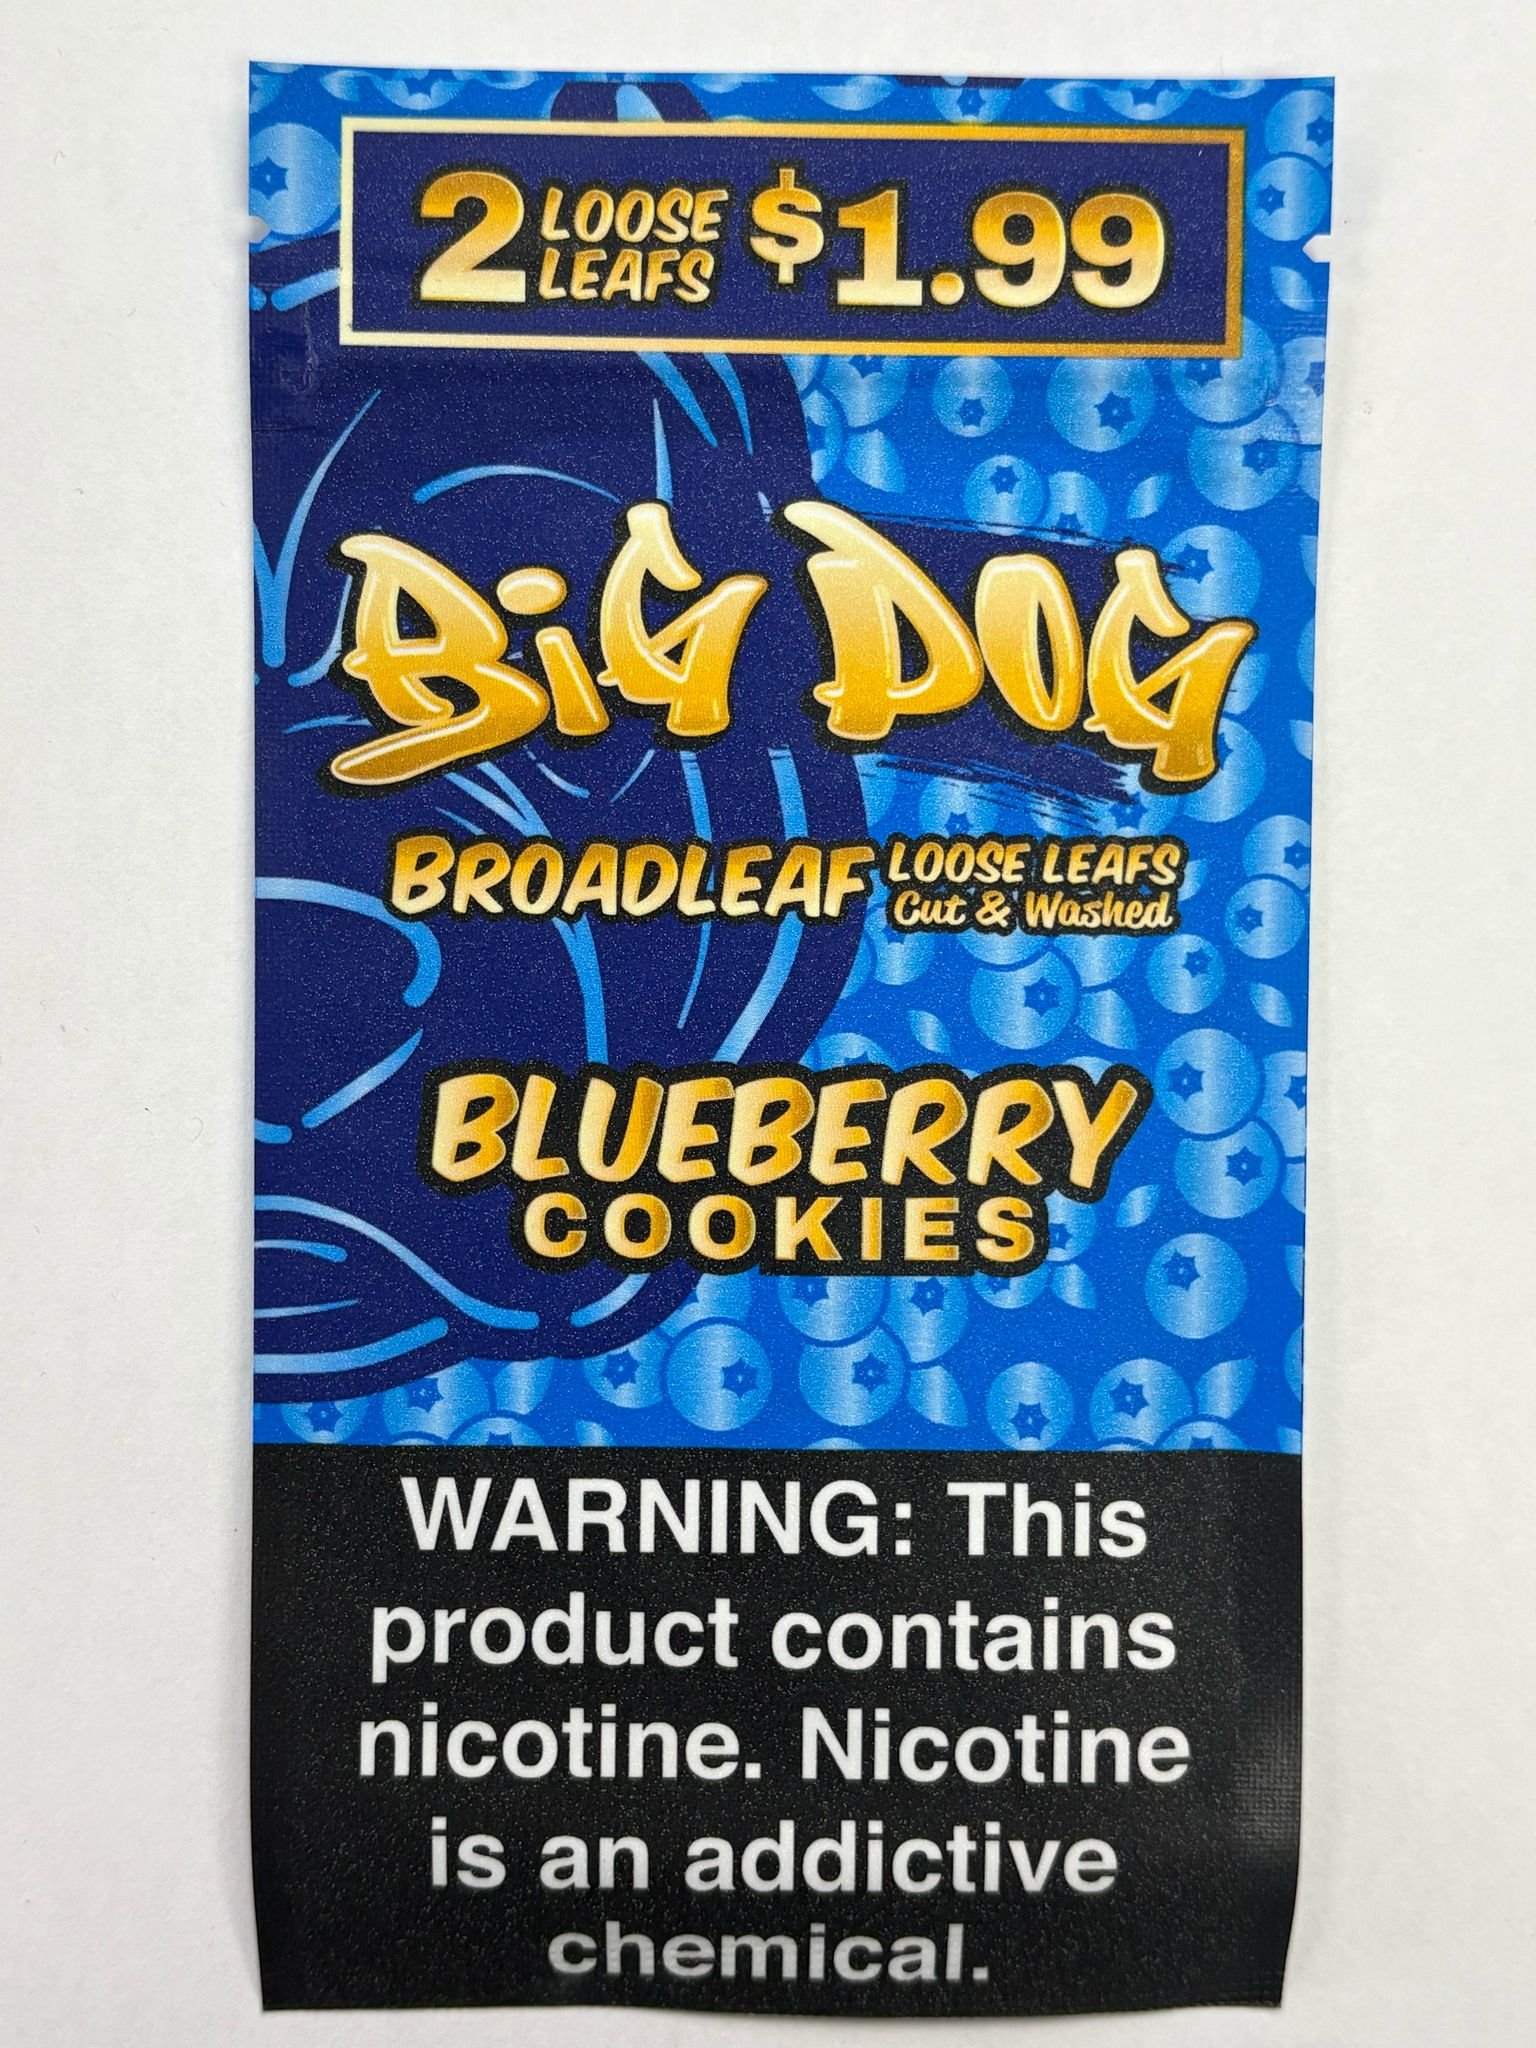 2 LOOSE LEAFS $1.99
BiG DOG
BROADLEAF LOOSE LEAFS
Cut & Washed
BLUEBERRY
COOKIES
WARNING: This
product contains
nicotine. Nicotine
is an addictive
chemical.